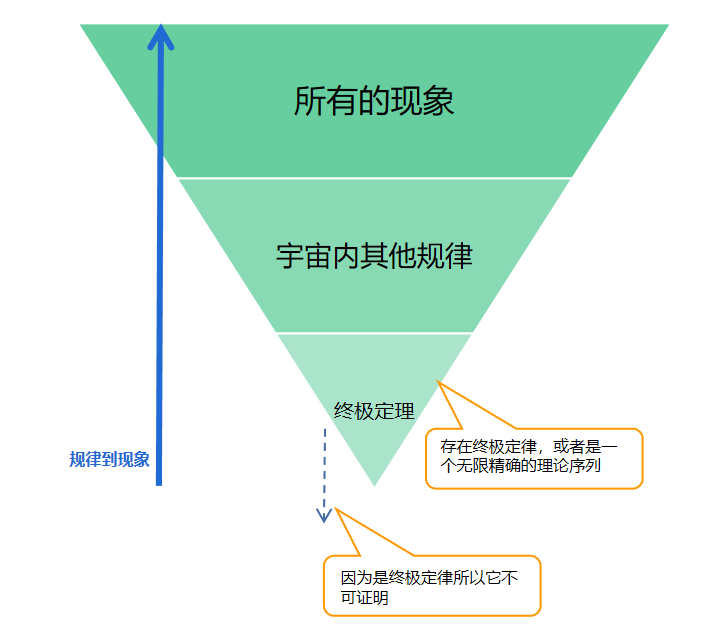 所有的现象
宇宙内其他规律
终极定理
存在终极定律，或者是一
个无限精确的理论序列
规律到现象
因为是终极定律所以它不
可证明